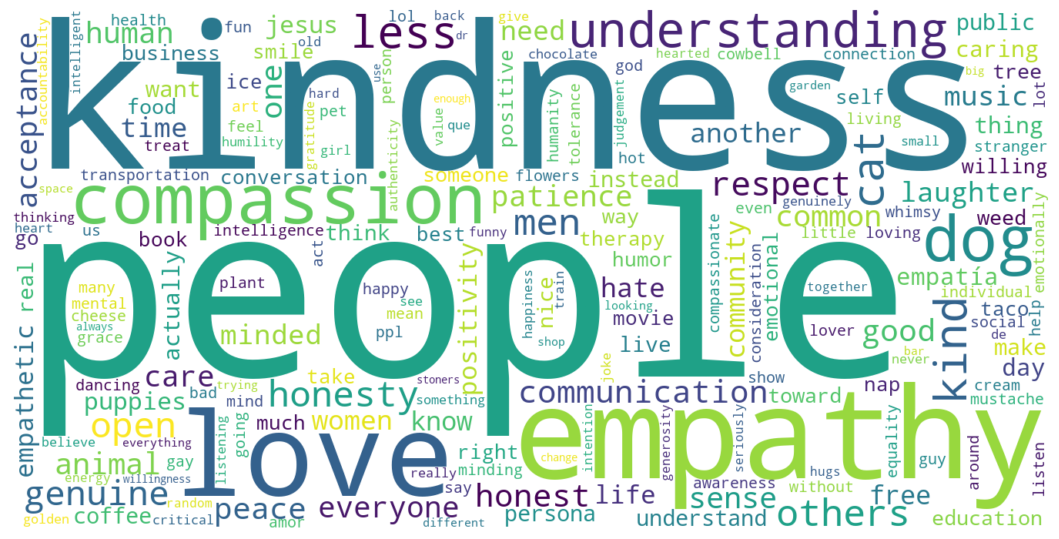 health
fun
jesus
lol
back
give
public
human
smile
old
dr
less
need
understanding
caring
accountability
intelligent
business
ice
one
person
chocolate
hearted
cowbell
connection
big
tree
lot
kindness
acceptance
want
food
art
hard
use
god
self
music
time
feel
gratitude
pet
enough
positive
humanity
tolerance
judgement
garden
living
thing
treat
humility
girl
value
que
hot
another
small
stranger
transportation
conversation
authenticity
someone
flowers
instead
respect
cat
willing
space
compassion
patience
genuinely
whimsy
laughter
emotionally
thinking
go
book
intelligence
think
best
funny
men
way
even
common
little
loving
weed
dog
heart
us
actually
act
therapy
compassionate
community
emotional
real
many
mental
cheese
always
grace
plant
happy
see
mean
ppl
positivity
happiness
nice
train
humor
hate
looking
consideration
together
empatía
individual
people
minded
shop
movie
live
lover
good
kind
taco
social
de
help
empathetic
dancing
care
bad
trying
take
stoners
honesty
something
joke
communication
show
toward
nap
bar
never
make
day
puppies
mind
much
women
know
cream
mustache
open
believe
everything
listening
going
love
right
minding
empathy
animal
gay
energy
willingness
really
say
change
intention
generosity
seriously
hugs
equality
guy
around
listen
genuine
random
honest
life
awareness
sense
without
free
golden
coffee
critical
peace
amor
everyone
different
persona
understand
others
education